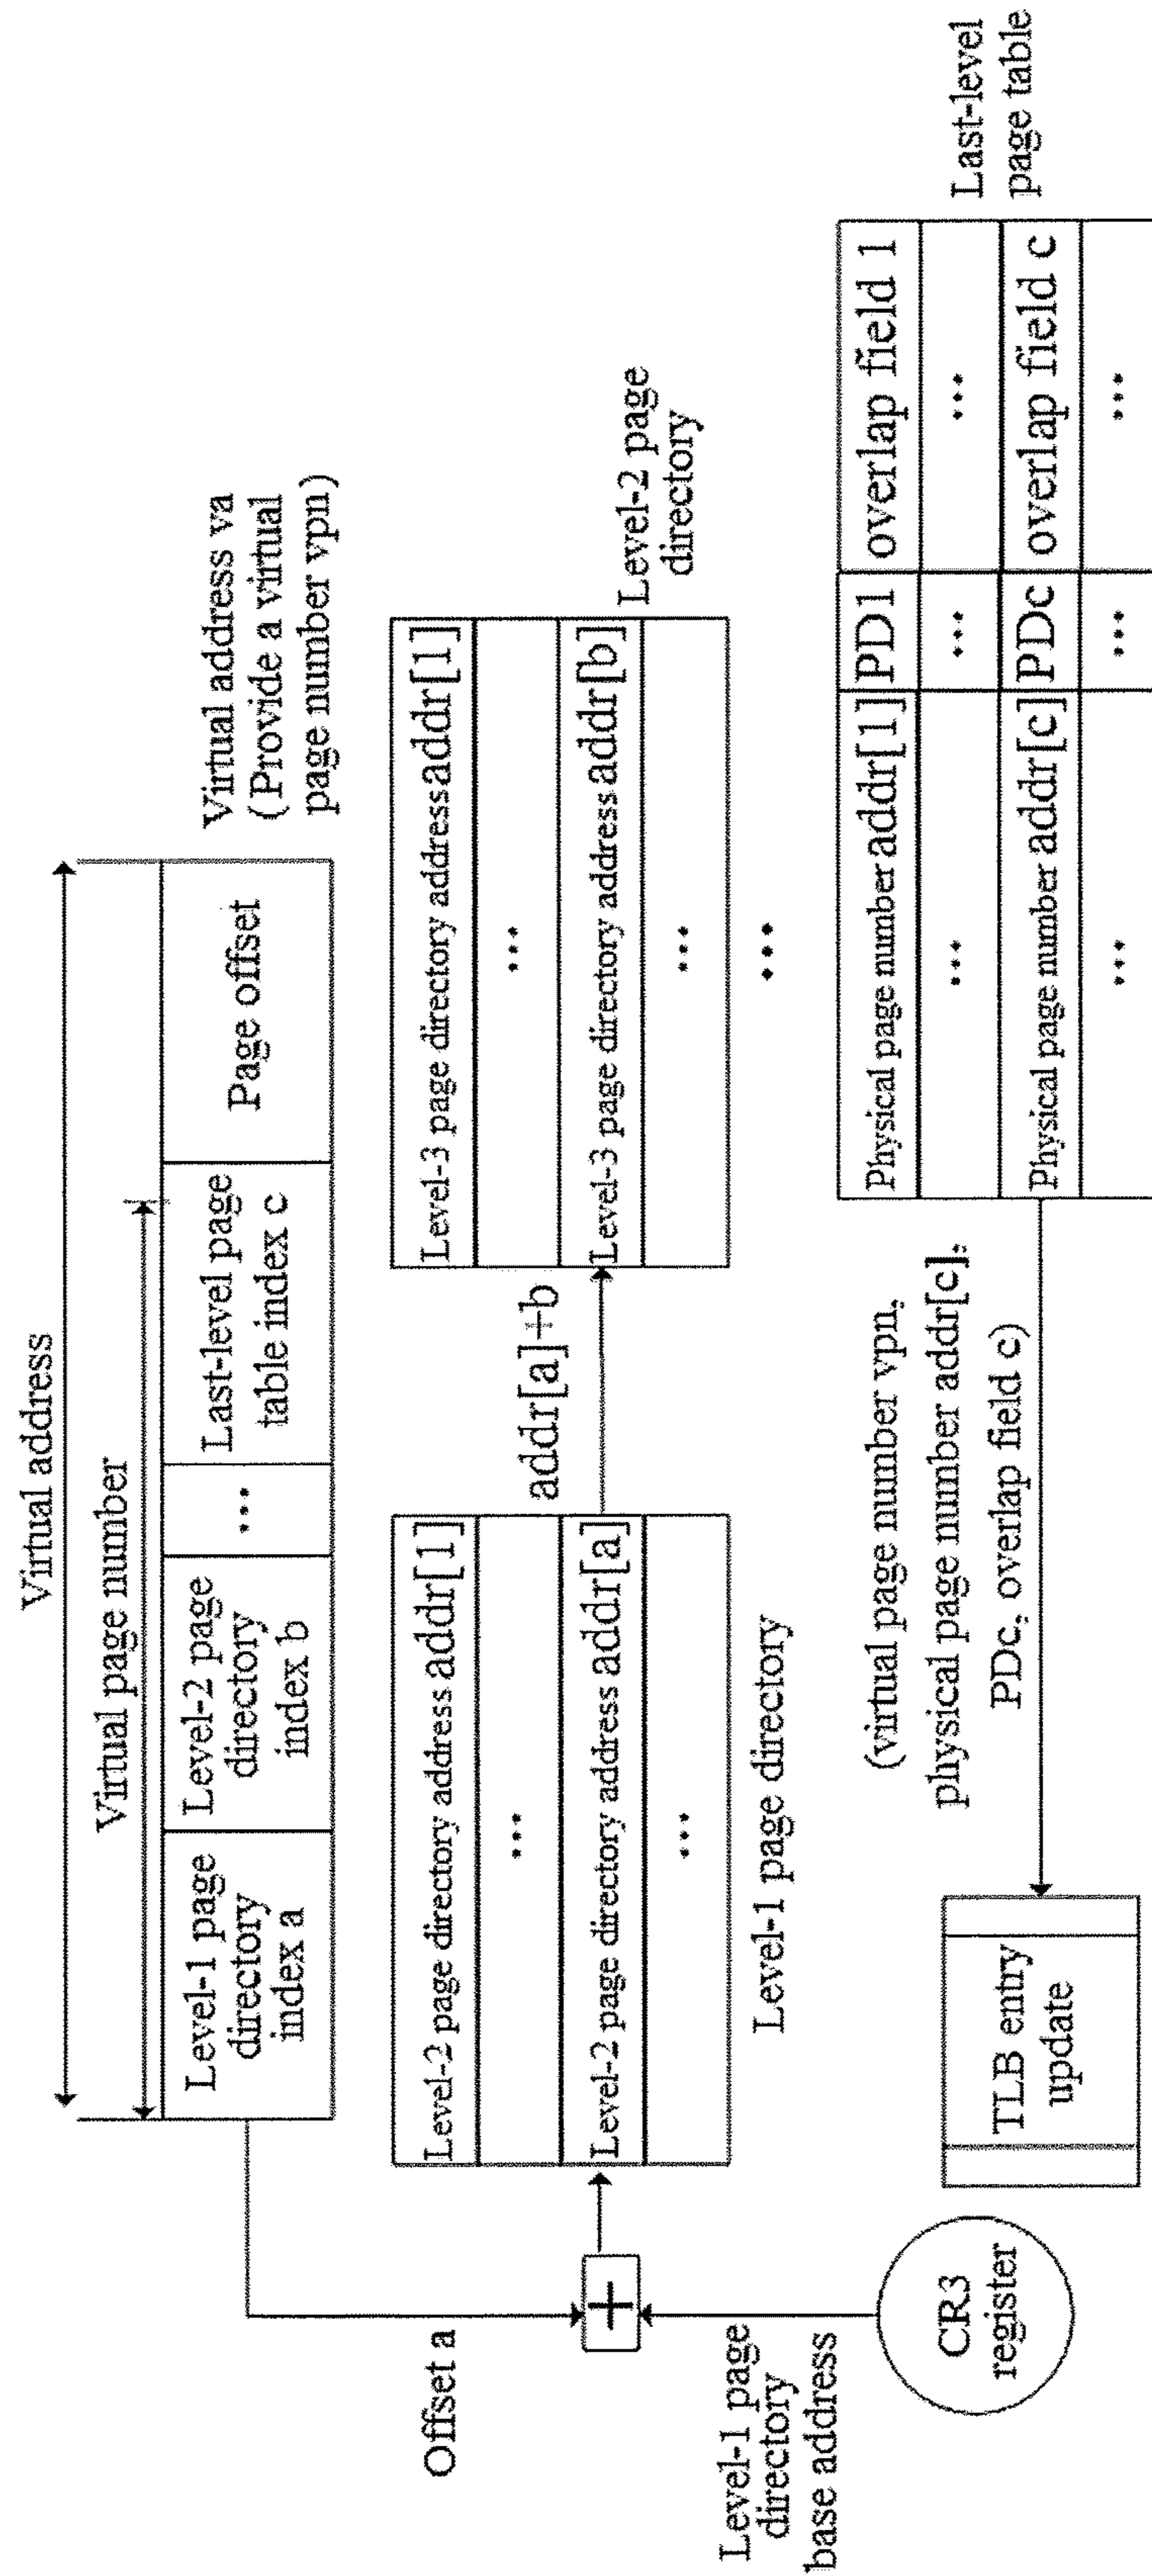 Virtual address
Virtual page number
Level-1 page
directory
index a
Level-2 page
directory
index b
...
Last-level page
table index c
Page offset
Virtual address va
(Provide a virtual
page number vpn)
Offset a
+
Level-1 page
directory
base address
CR3
register
Level-2 page directory address addr[1]
...
Level-2 page directory address addr[a]
...
Level-1 page directory
addr[a]+b
Level-3 page directory address addr[1]
...
Level-3 page directory address addr[b]
...
Level-2 page
directory
...
Physical page number addr[1] PD1 overlap field 1
... ... ...
Physical page number addr[c] PDc overlap field c
... ... ...
Last-level
page table
(virtual page number vpn,
physical page number addr[c],
PDc, overlap field c)
TLB entry
update